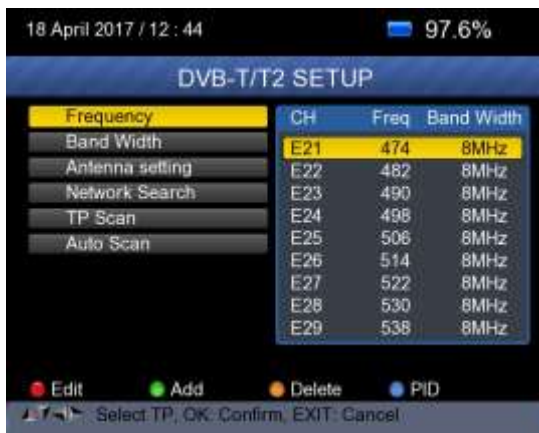 18 April 2017 / 12 : 44
97.6%
DVB-T/T2 SETUP
Frequency
Band Width
Antenna setting
Network Search
TP Scan
Auto Scan
CH Freq Band Width
E21 474 8MHz
E22 482 8MHz
E23 490 8MHz
E24 498 8MHz
E25 506 8MHz
E26 514 8MHz
E27 522 8MHz
E28 530 8MHz
E29 538 8MHz
Edit Add Delete PID
Select TP, OK: Confirm, EXIT: Cancel